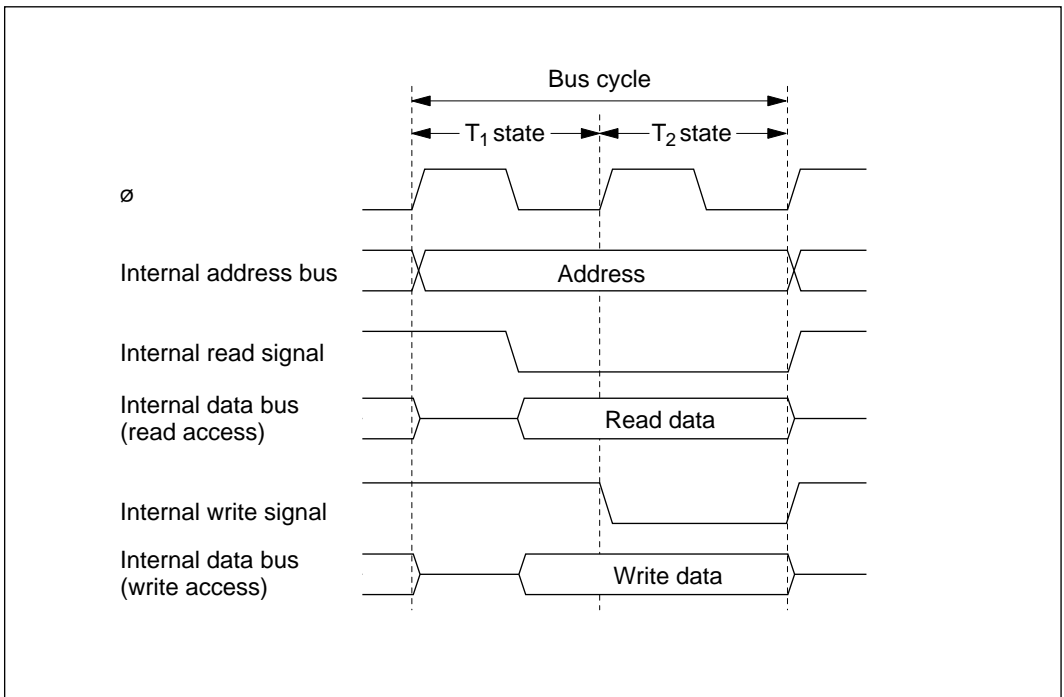 Bus cycle
T₁ state
T₂ state
ø
Internal address bus
Address
Internal read signal
Internal data bus
(read access)
Read data
Internal write signal
Internal data bus
(write access)
Write data